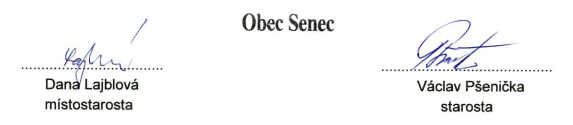 Obec Senec
Dana Lajblová
místostarosta
Václav Pšenička
starosta